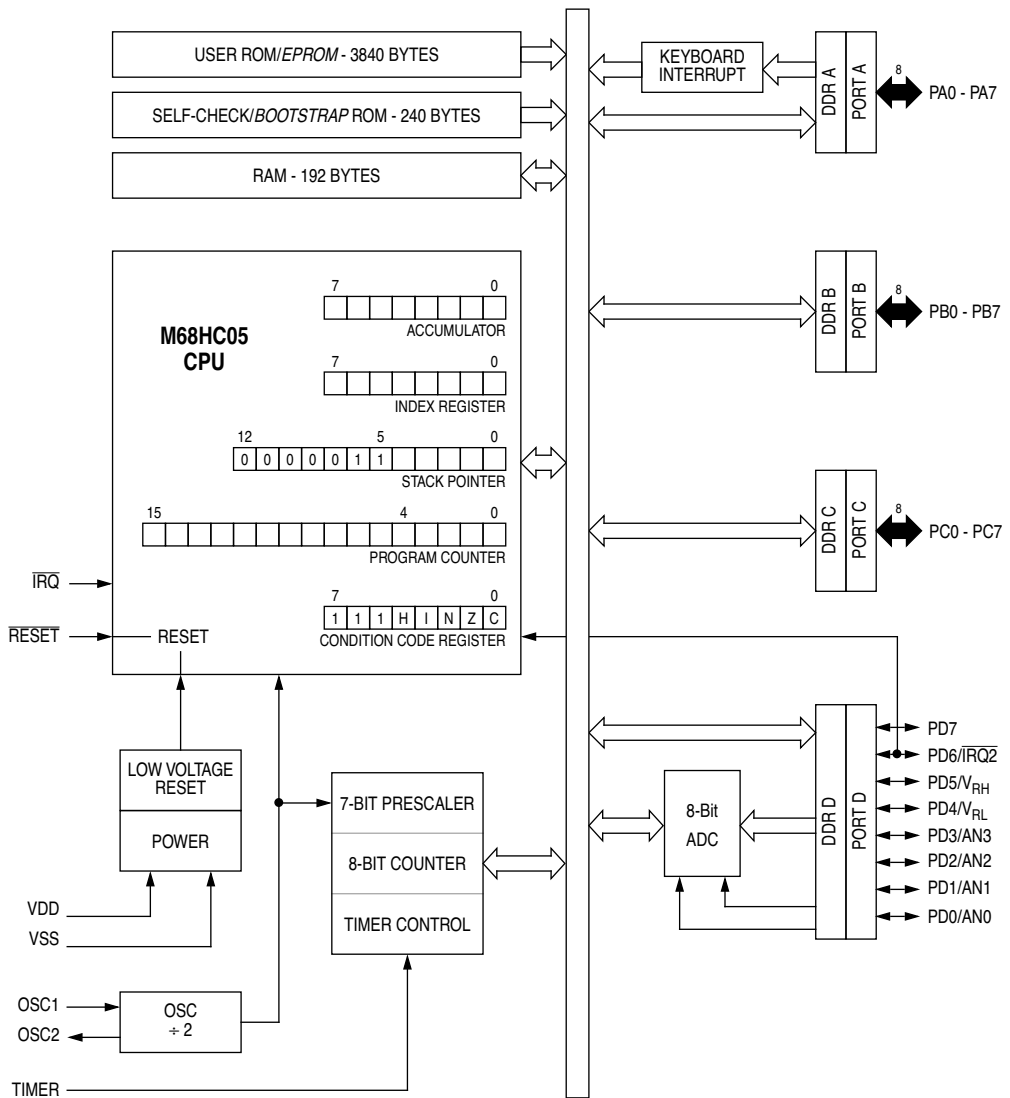 USER ROM/EPROM - 3840 BYTES
SELF-CHECK/BOOTSTRAP ROM - 240 BYTES
RAM - 192 BYTES
KEYBOARD
INTERRUPT
DDR A
PORT A
8
PA0 - PA7
M68HC05
CPU
7 0
ACCUMULATOR
7 0
INDEX REGISTER
12 5 0
0 0 0 0 0 1 1
STACK POINTER
15 4 0
PROGRAM COUNTER
7 0
1 1 1 H I N Z C
CONDITION CODE REGISTER
IRQ
RESET
RESET
DDR B
PORT B
8
PB0 - PB7
DDR C
PORT C
8
PC0 - PC7
LOW VOLTAGE
RESET
POWER
VDD
VSS
7-BIT PRESCALER
8-BIT COUNTER
TIMER CONTROL
OSC1
OSC2
OSC
÷ 2
TIMER
8-Bit
ADC
DDR D
PORT D
PD7
PD6/IRQ2
PD5/VRH
PD4/VRL
PD3/AN3
PD2/AN2
PD1/AN1
PD0/AN0